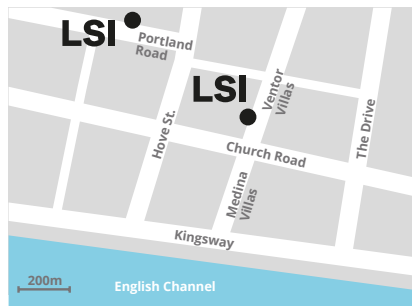 LSI
Portland
Road
LSI
Ventor
Villas
Hove St.
The Drive
Church Road
Medina
Villas
Kingsway
200m
English Channel